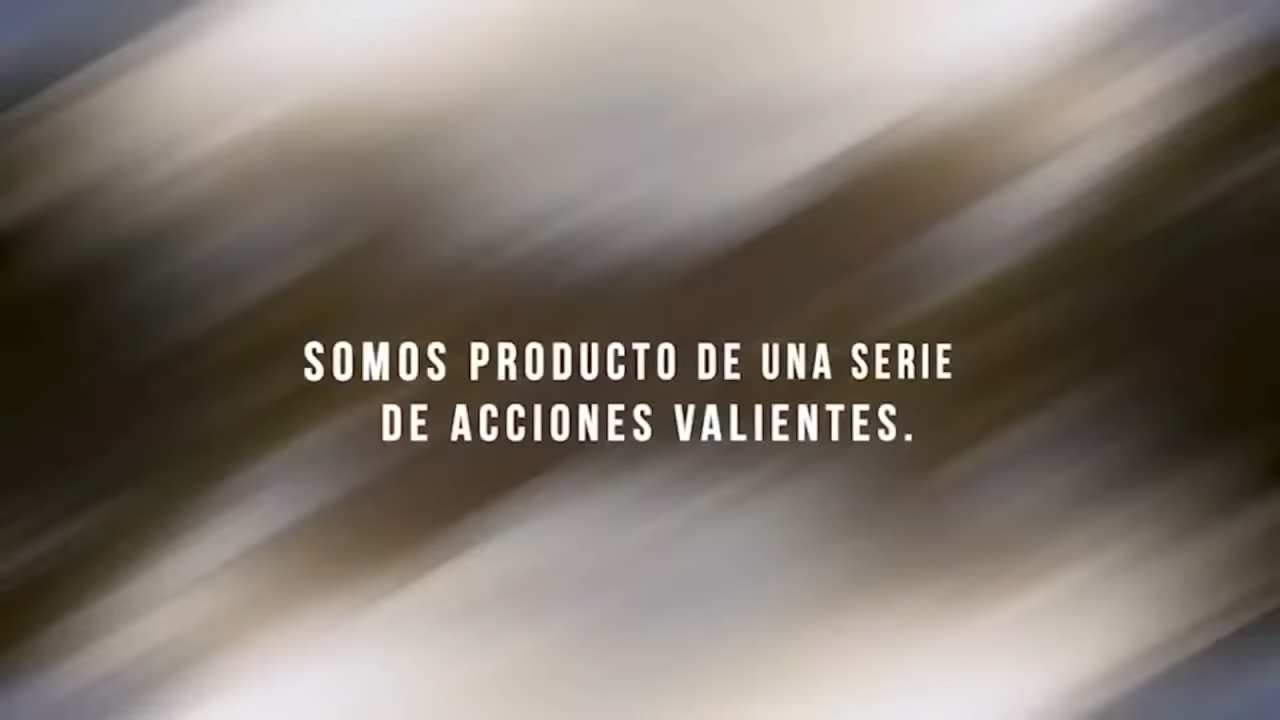 SOMOS PRODUCTO DE UNA SERIE
DE ACCIONES VALIENTES.